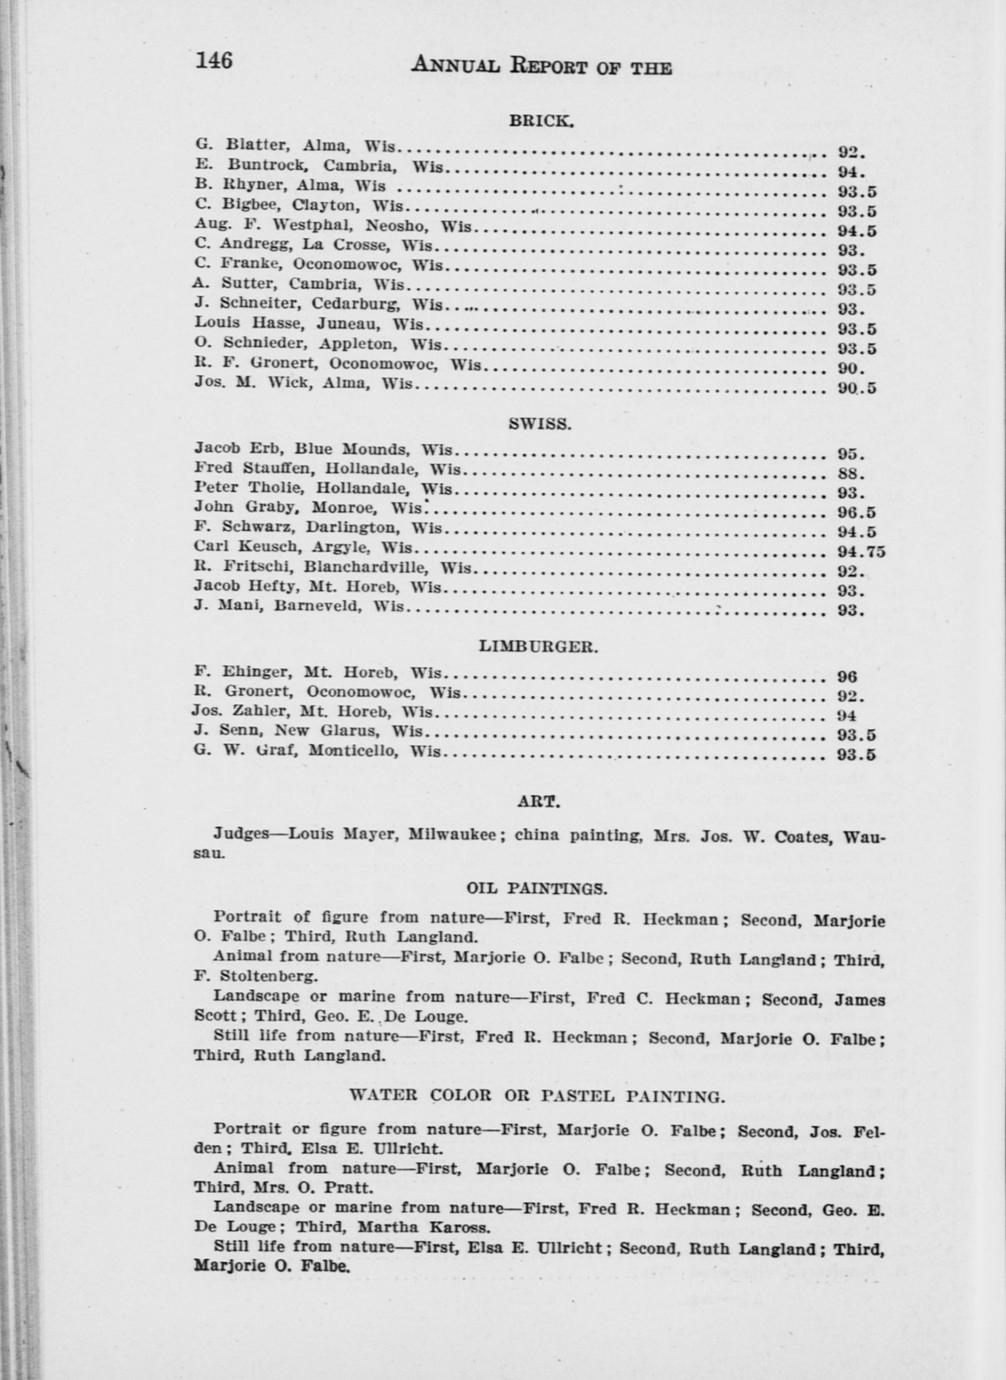 146 ANNUAL REPORT OF THE
BRICK.
G. Blatter, Alma, Wis. 92.
E. Buntrock, Cambria, Wis. 94.
B. Rhyner, Alma, Wis 93.5
C. Bigbee, Clayton, Wis. 93.5
Aug. F. Westphal, Neosho, Wis. 94.5
C. Andregg, La Crosse, Wis. 93.
C. Franke, Oconomowoc, Wis. 93.5
A. Sutter, Cambria, Wis. 93.5
J. Schneiter, Cedarburg, Wis. 93.
Louis Hasse, Juneau, Wis. 93.5
O. Schnieder, Appleton, Wis. 93.5
R. F. Gronert, Oconomowoc, Wis. 90.
Jos. M. Wick, Alma, Wis. 90.5
SWISS.
Jacob Erb, Blue Mounds, Wis. 95.
Fred Stauffen, Hollandale, Wis. 88.
Peter Tholie, Hollandale, Wis. 93.
John Graby, Monroe, Wis. 96.5
F. Schwarz, Darlington, Wis. 94.5
Carl Keusch, Argyle, Wis. 94.75
R. Fritschi, Blanchardville, Wis. 92.
Jacob Hefty, Mt. Horeb, Wis. 93.
J. Mani, Barneveld, Wis. 93.
LIMBURGER.
F. Ehinger, Mt. Horeb, Wis. 96
R. Gronert, Oconomowoc, Wis. 92.
Jos. Zahler, Mt. Horeb, Wis. 94
J. Senn, New Glarus, Wis. 93.5
G. W. Graf, Monticello, Wis. 93.5
ART.
Judges—Louis Mayer, Milwaukee; china painting, Mrs. Jos. W. Coates, Wau-
sau.
OIL PAINTINGS.
Portrait of figure from nature—First, Fred R. Heckman; Second, Marjorie
O. Falbe; Third, Ruth Langland.
Animal from nature—First, Marjorie O. Falbe; Second, Ruth Langland; Third,
F. Stoltenberg.
Landscape or marine from nature—First, Fred C. Heckman; Second, James
Scott; Third, Geo. E. De Louge.
Still life from nature—First, Fred R. Heckman; Second, Marjorie O. Falbe;
Third, Ruth Langland.
WATER COLOR OR PASTEL PAINTING.
Portrait or figure from nature—First, Marjorie O. Falbe; Second, Jos. Fel-
den; Third, Elsa E. Ullricht.
Animal from nature—First, Marjorie O. Falbe; Second, Ruth Langland;
Third, Mrs. O. Pratt.
Landscape or marine from nature—First, Fred R. Heckman; Second, Geo. E.
De Louge; Third, Martha Kaross.
Still life from nature—First, Elsa E. Ullricht; Second, Ruth Langland; Third,
Marjorie O. Falbe.